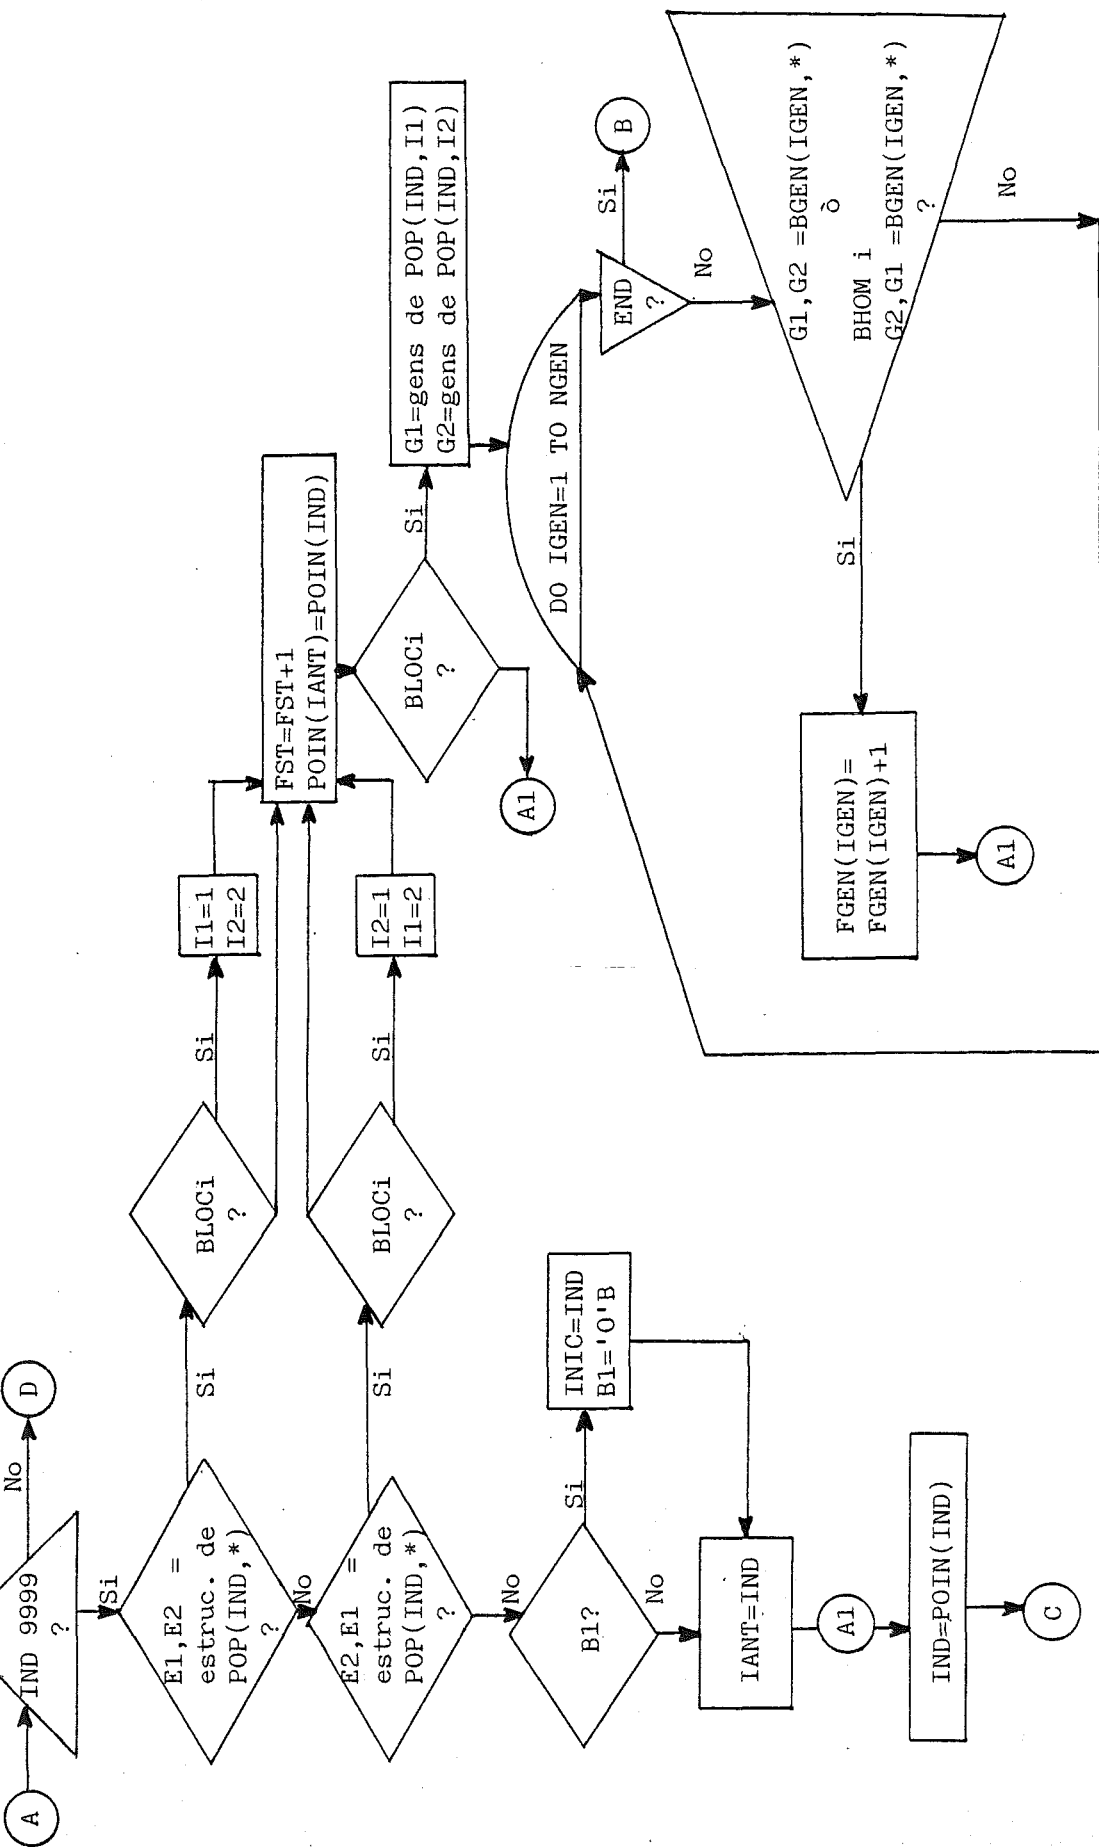 A
IND 9999
?
No
D
Si
E1,E2 =
estruc. de
POP(IND,*)
?
Si
BLOCi
?
Si
I1=1
I2=2
No
E2,E1 =
estruc. de
POP(IND,*)
?
Si
BLOCi
?
Si
I2=1
I1=2
FST=FST+1
POIN(IANT)=POIN(IND)
BLOCi
?
Si
A1
G1=gens de POP(IND,I1)
G2=gens de POP(IND,I2)
DO IGEN=1 TO NGEN
END
?
Si
B
No
G1,G2 =BGEN(IGEN,*)
ò
BHOM i
G2,G1 =BGEN(IGEN,*)
?
No
Si
FGEN(IGEN)=
FGEN(IGEN)+1
A1
No
B1?
Si
INIC=IND
B1='0'B
No
IANT=IND
A1
IND=POIN(IND)
C